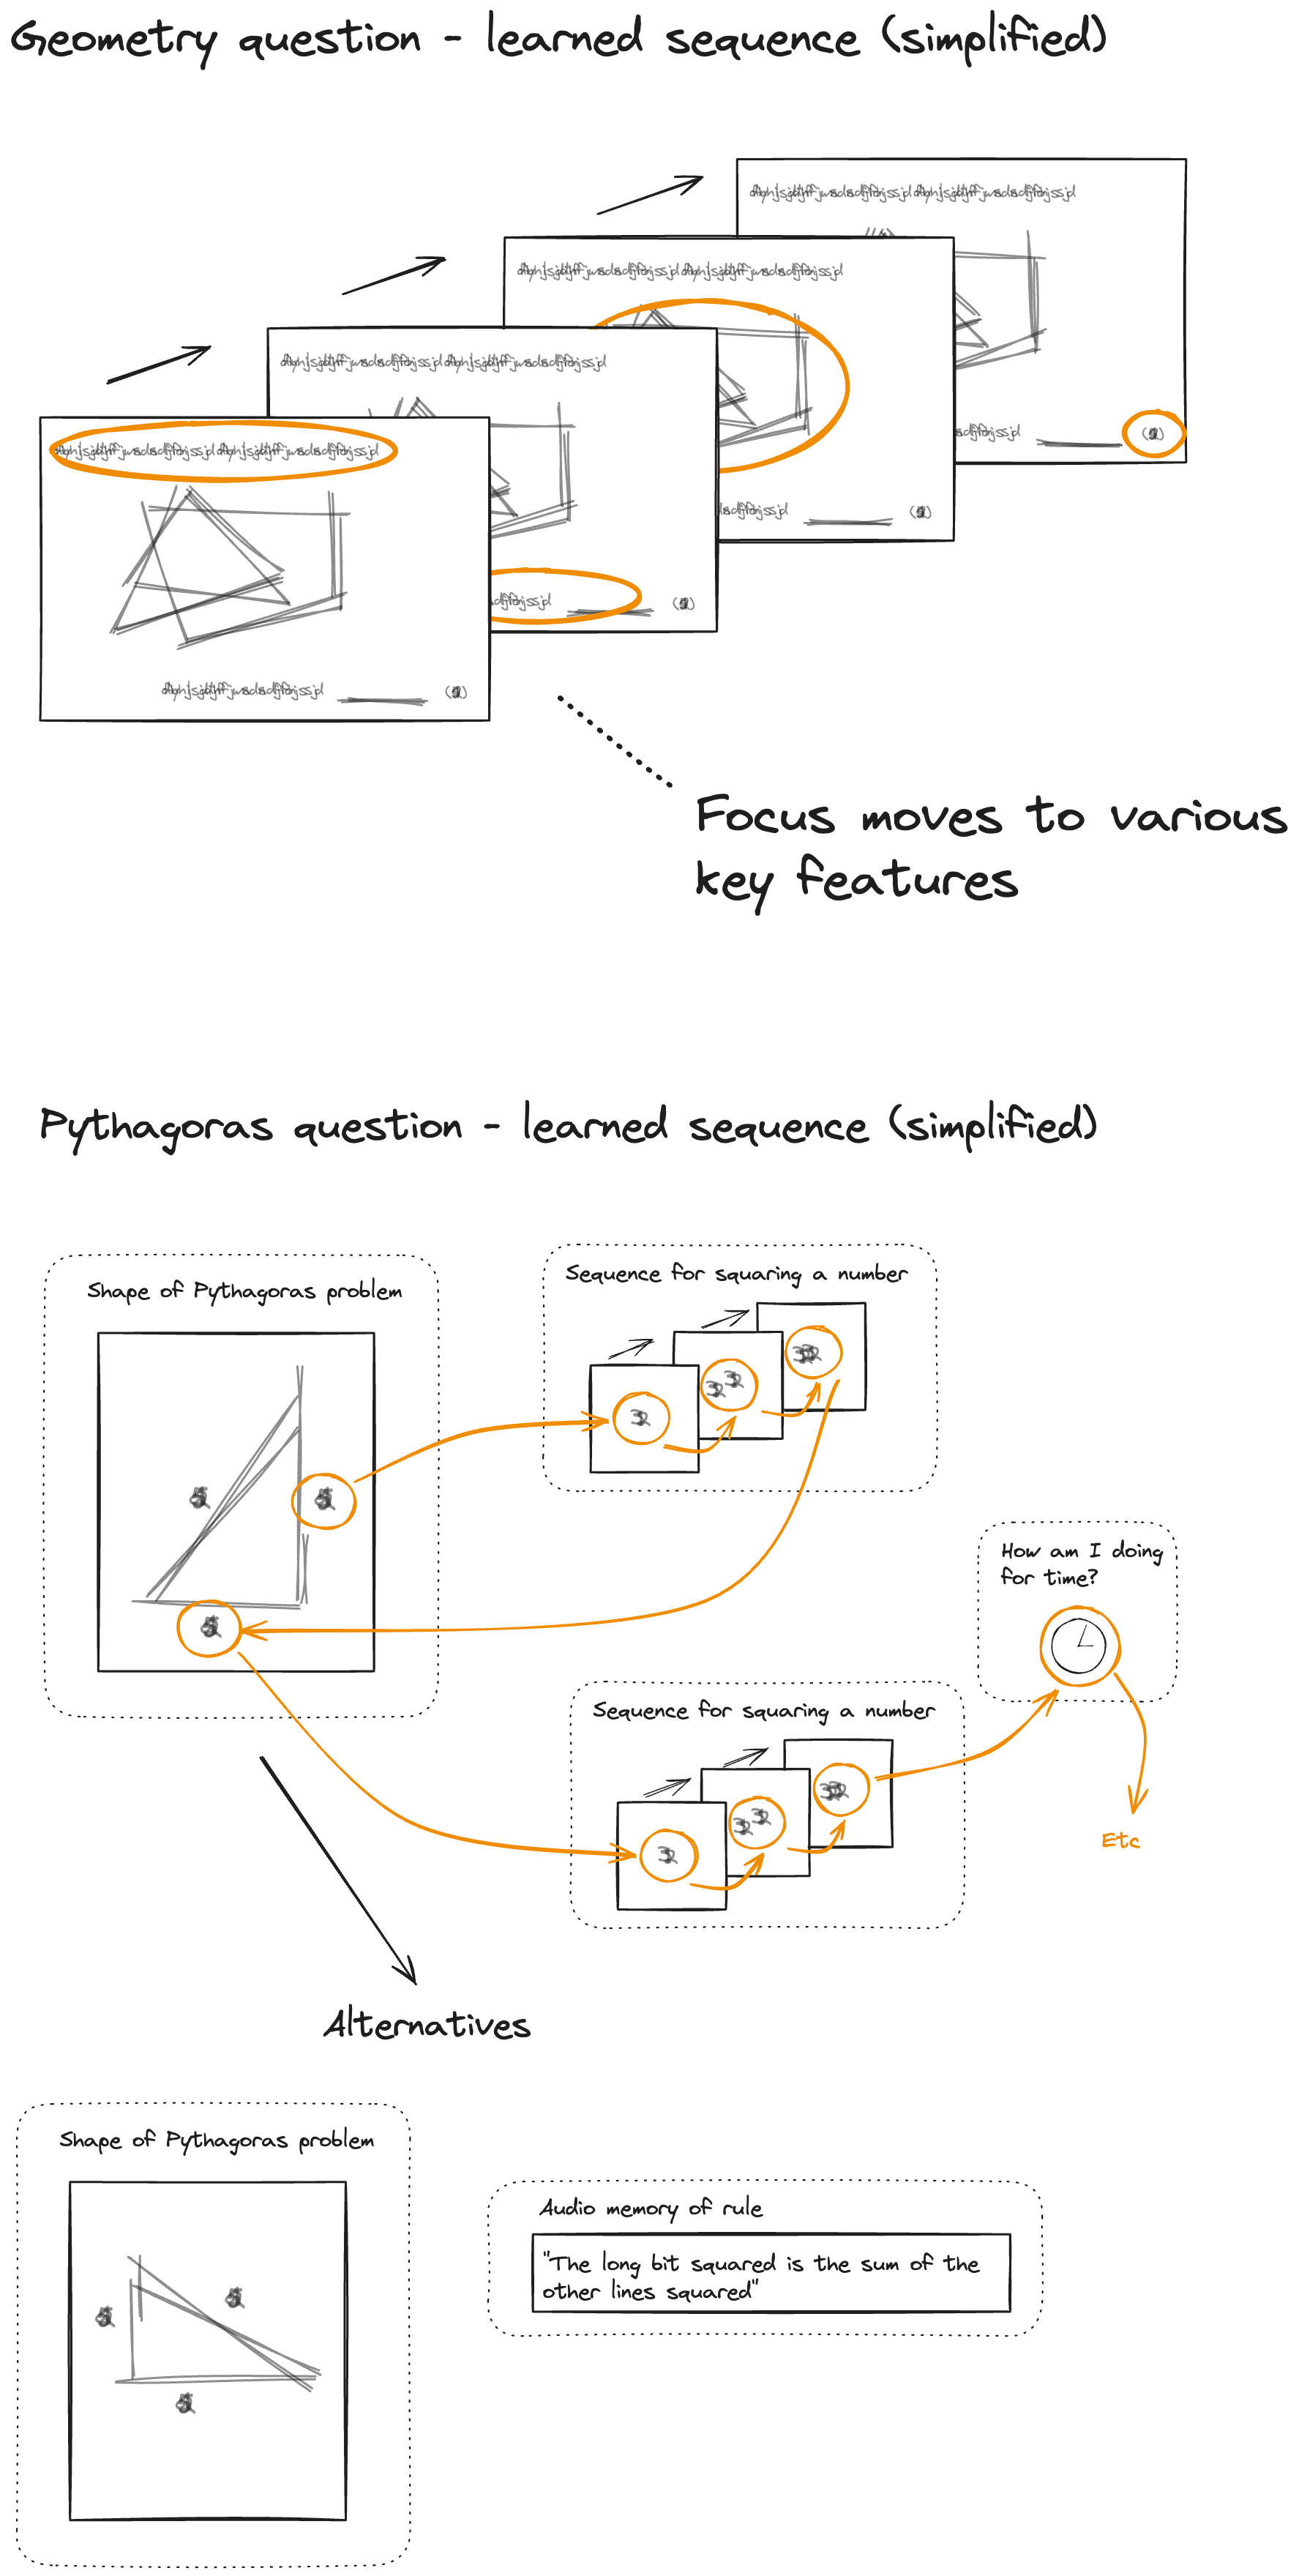 Geometry question - learned sequence (simplified)
Focus moves to various
key features
Pythagoras question - learned sequence (simplified)
Shape of Pythagoras problem
Sequence for squaring a number
How am I doing
for time?
Sequence for squaring a number
Etc
Alternatives
Shape of Pythagoras problem
Audio memory of rule
"The long bit squared is the sum of the
other lines squared"